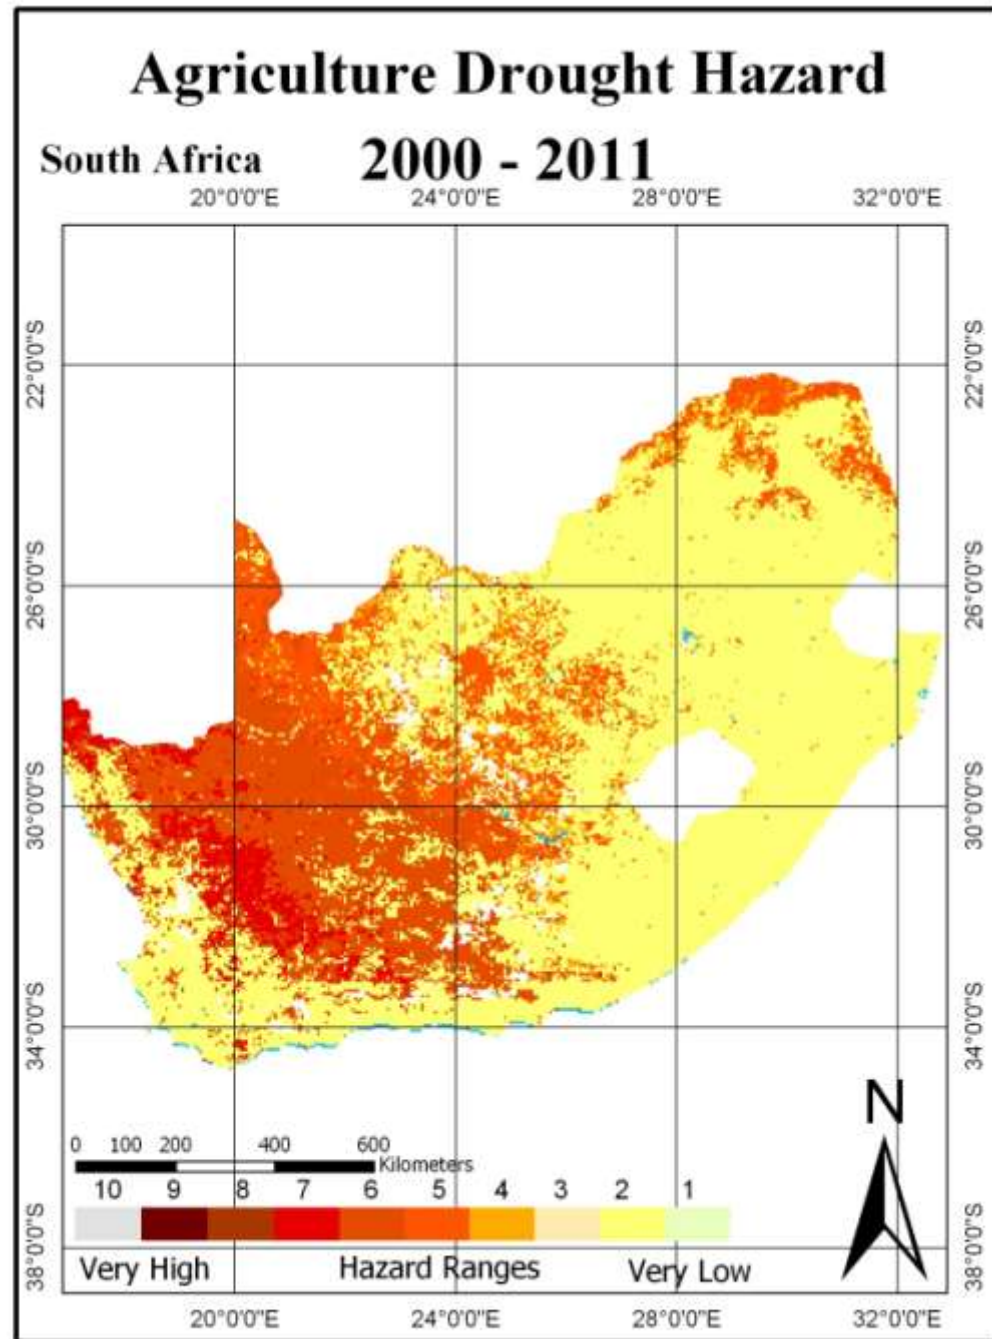 Agriculture Drought Hazard
South Africa 2000 - 2011
20°0'0"E 24°0'0"E 28°0'0"E 32°0'0"E
22°0'0"S 22°0'0"S
26°0'0"S 26°0'0"S
30°0'0"S 30°0'0"S
34°0'0"S 34°0'0"S
N
0 100 200 400 600
Kilometers
10 9 8 7 6 5 4 3 2 1
38°0'0"S 38°0'0"S
Very High Hazard Ranges Very Low
20°0'0"E 24°0'0"E 28°0'0"E 32°0'0"E